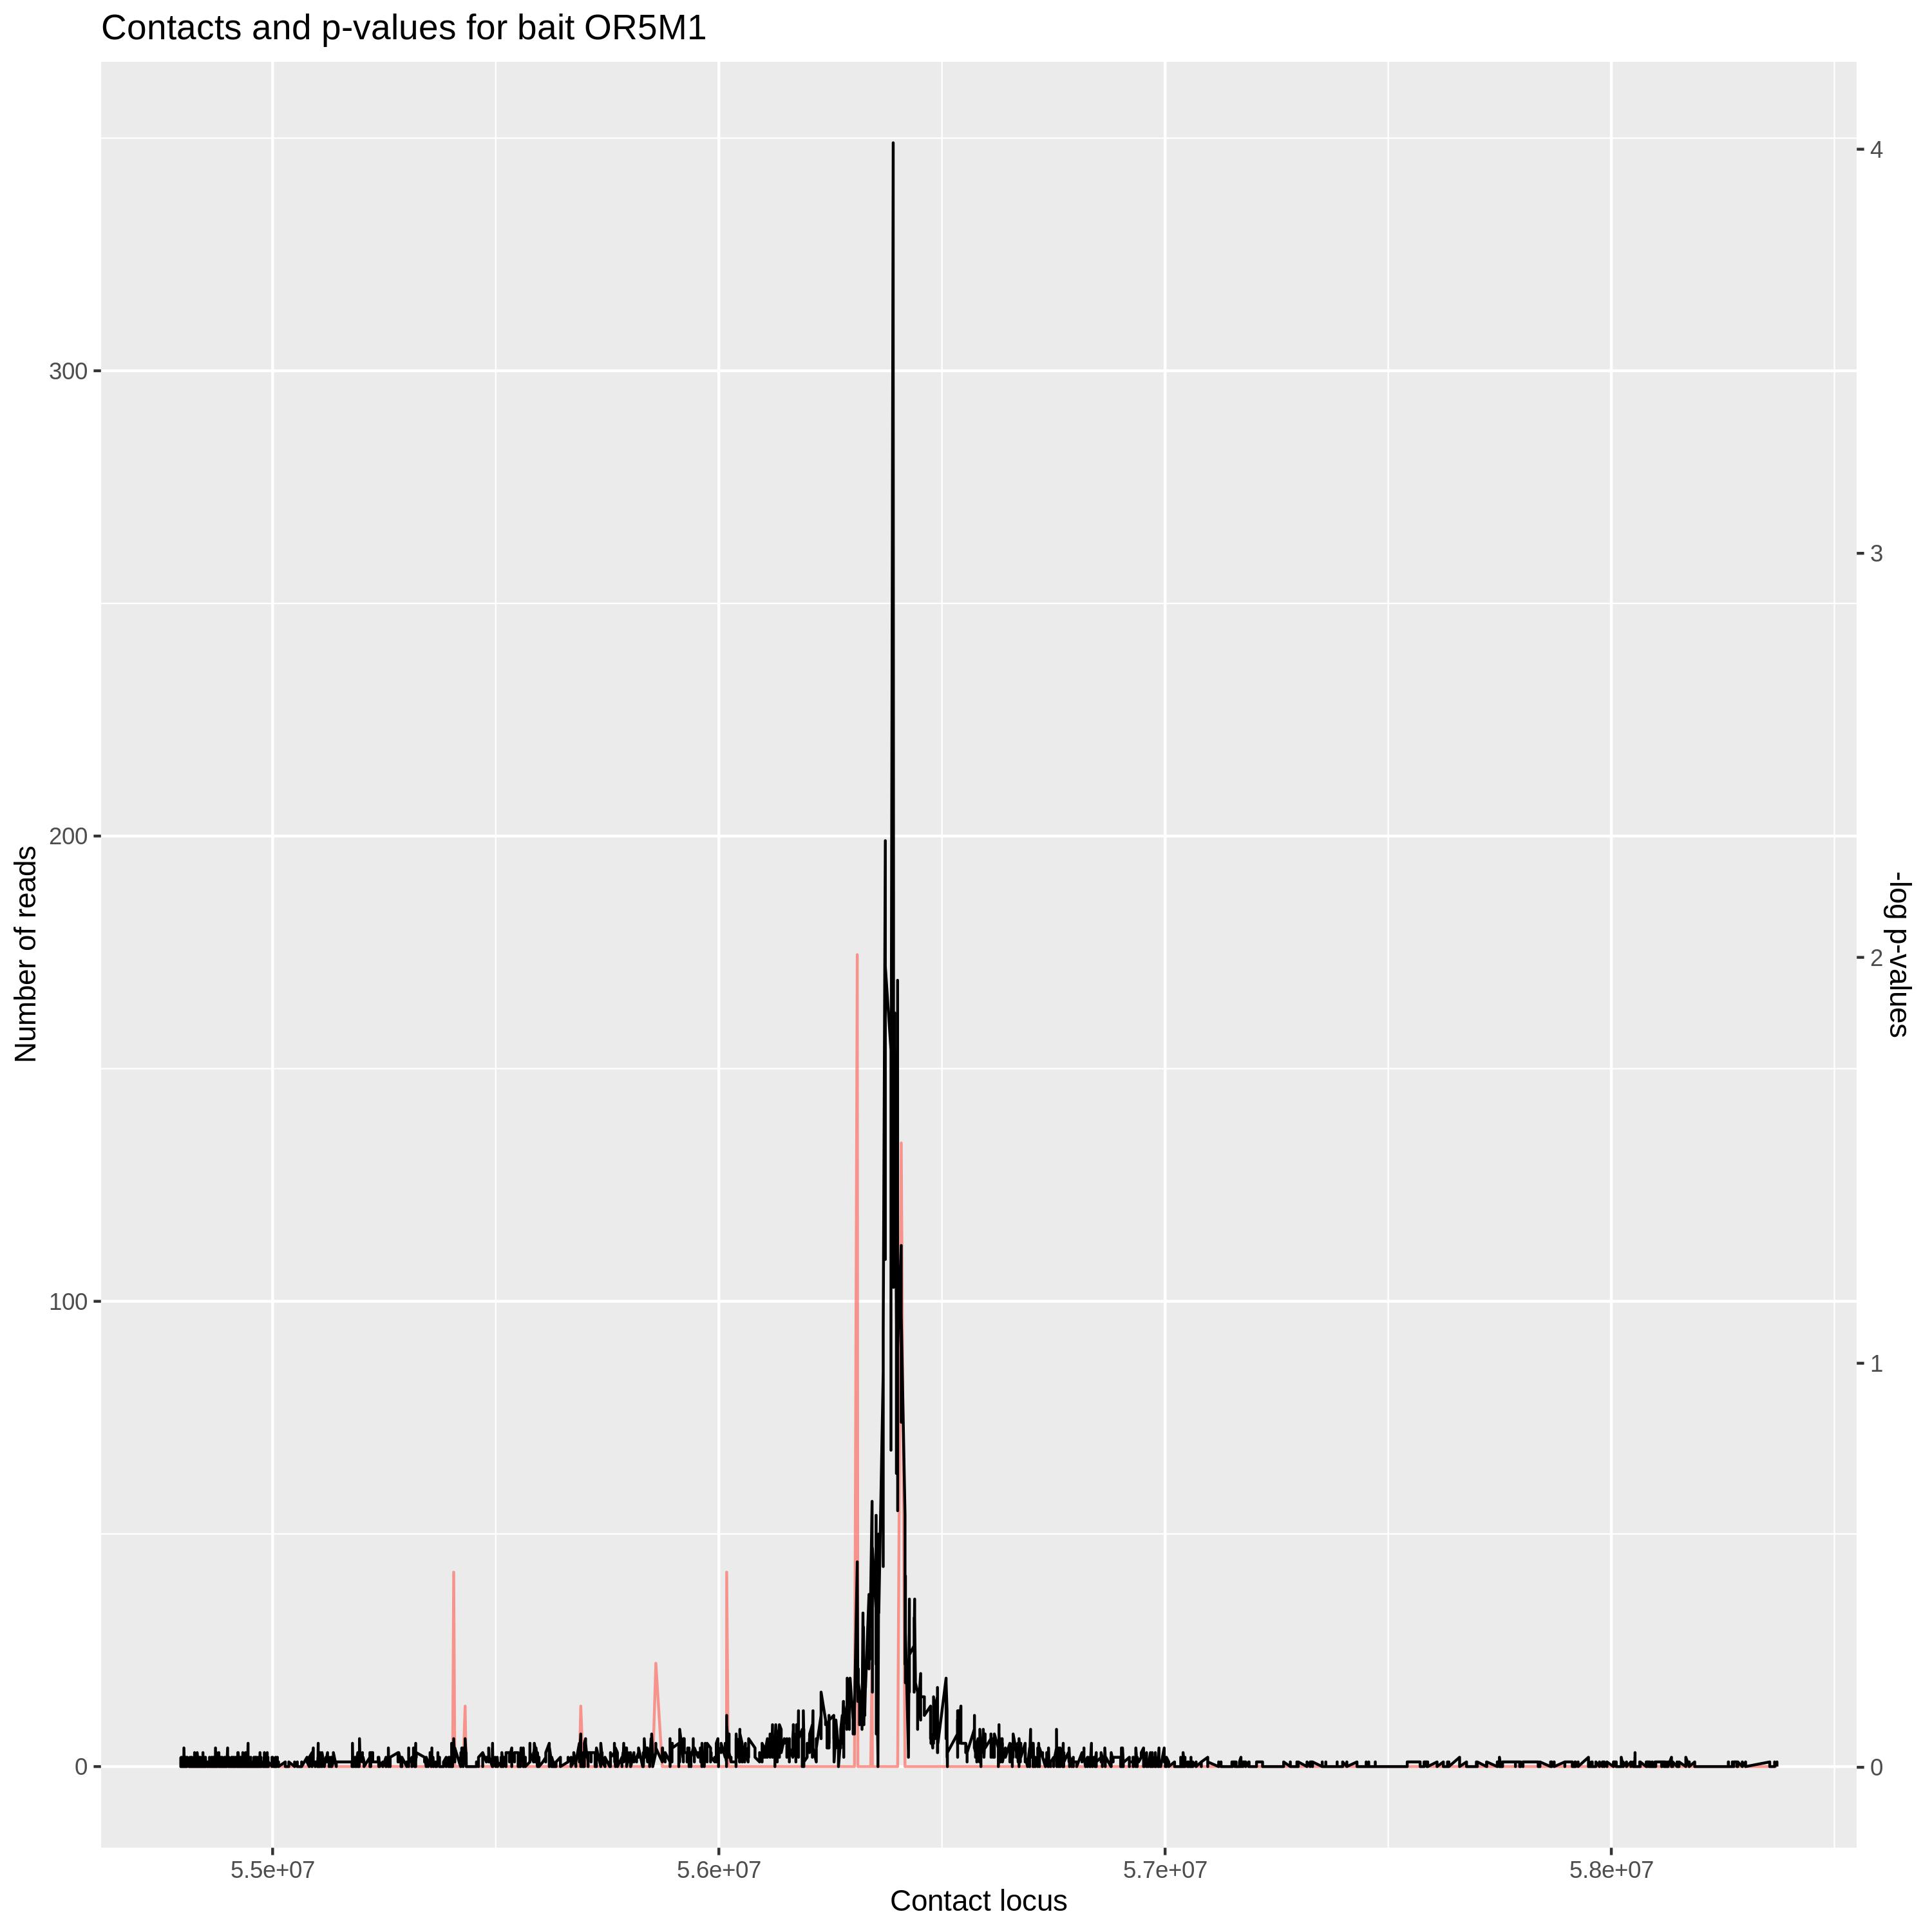 Contacts and p-values for bait OR5M1
Number of reads
300
200
100
0
4
3
2
1
0
-log p-values
5.5e+07
5.6e+07
5.7e+07
5.8e+07
Contact locus